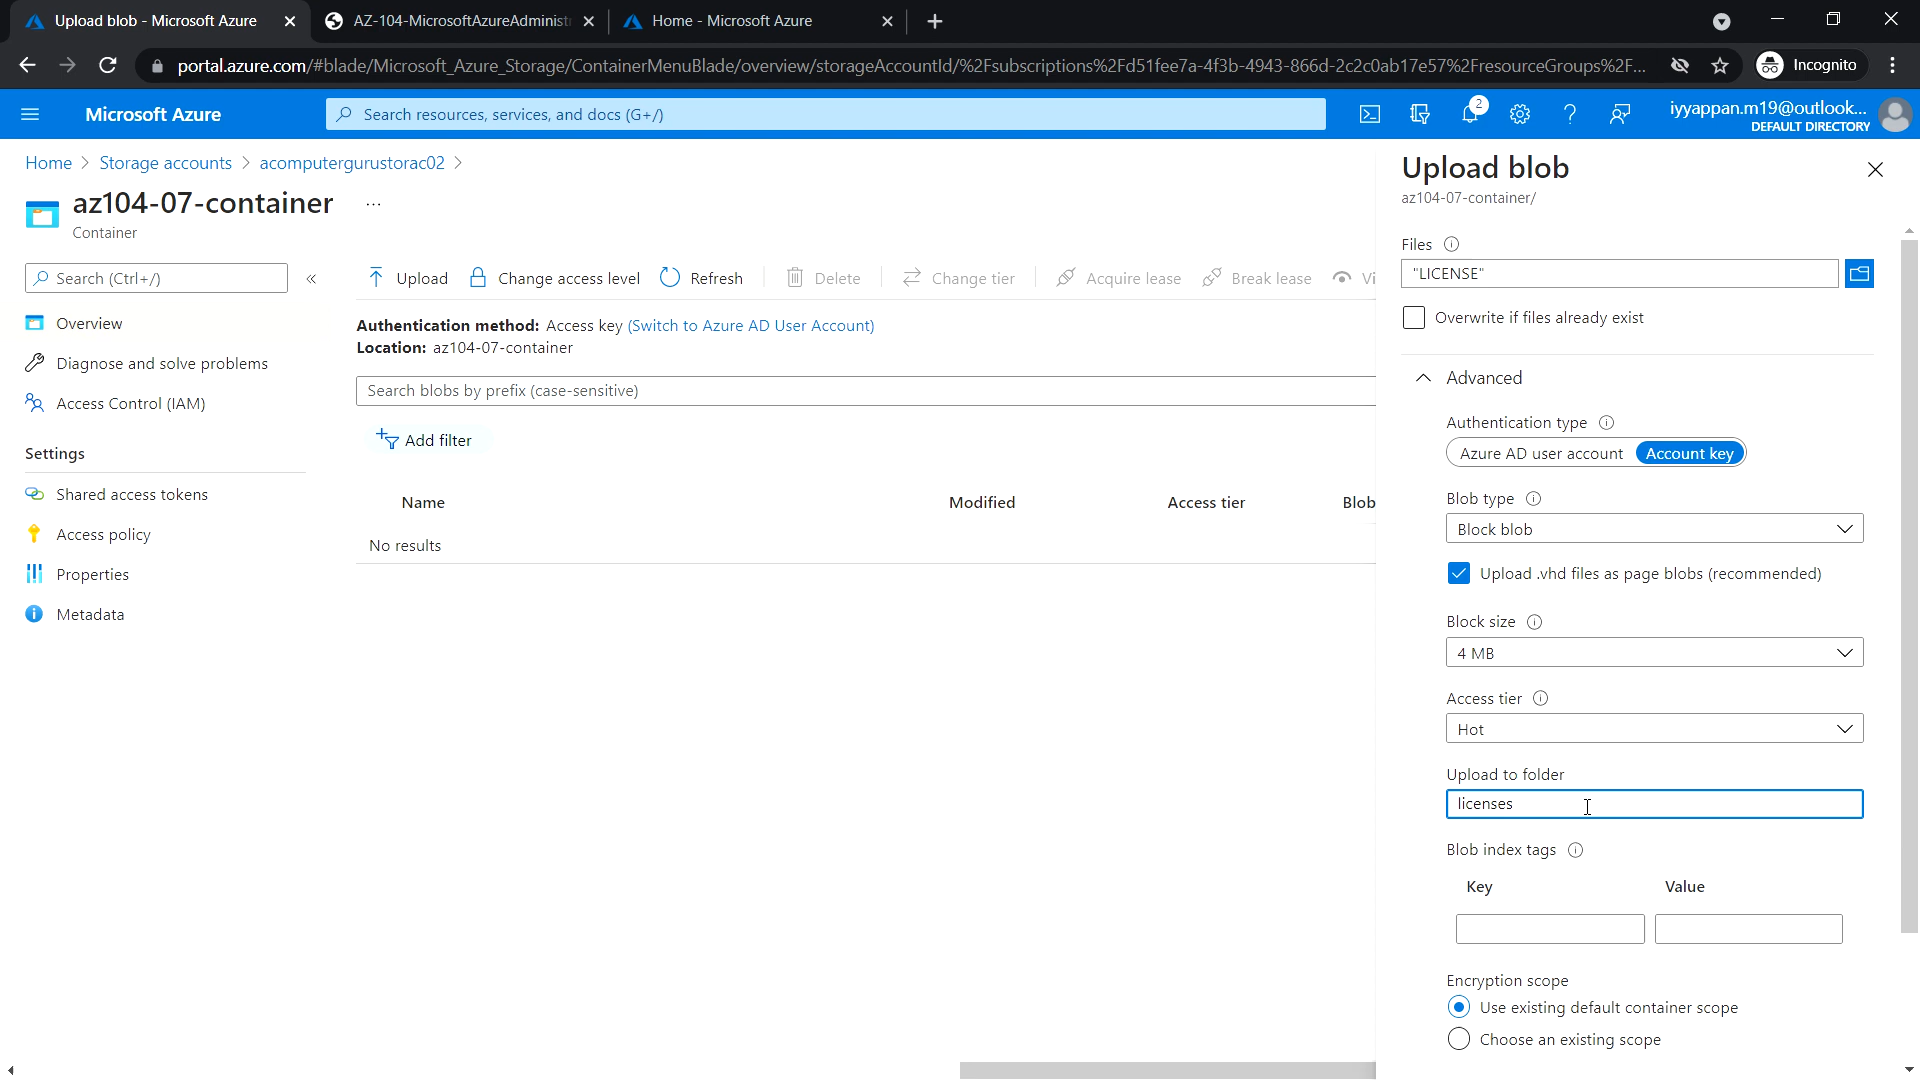 Upload blob - Microsoft Azure
AZ-104-MicrosoftAzureAdministr
Home - Microsoft Azure
portal.azure.com/#blade/Microsoft_Azure_Storage/ContainerMenuBlade/overview/storageAccountId/%2Fsubscriptions%2Fd51fee7a-4f3b-4943-866d-2c2c0ab17e57%2FresourceGroups%2F...
Incognito
Microsoft Azure
Search resources, services, and docs (G+/)
2
iyyappan.m19@outlook...
DEFAULT DIRECTORY
Home > Storage accounts > acomputergurustorac02 >
az104-07-container
...
Container
Search (Ctrl+/)
«
Overview
Diagnose and solve problems
Access Control (IAM)
Settings
Shared access tokens
Access policy
Properties
Metadata
Upload
Change access level
Refresh
Delete
Change tier
Acquire lease
Break lease
Vi
Authentication method: Access key (Switch to Azure AD User Account)
Location: az104-07-container
Search blobs by prefix (case-sensitive)
Add filter
Name
Modified
Access tier
Blob
No results
Upload blob
az104-07-container/
Files
"LICENSE"
Overwrite if files already exist
Advanced
Authentication type
Azure AD user account
Account key
Blob type
Block blob
Upload .vhd files as page blobs (recommended)
Block size
4 MB
Access tier
Hot
Upload to folder
licenses
Blob index tags
Key
Value
Encryption scope
Use existing default container scope
Choose an existing scope